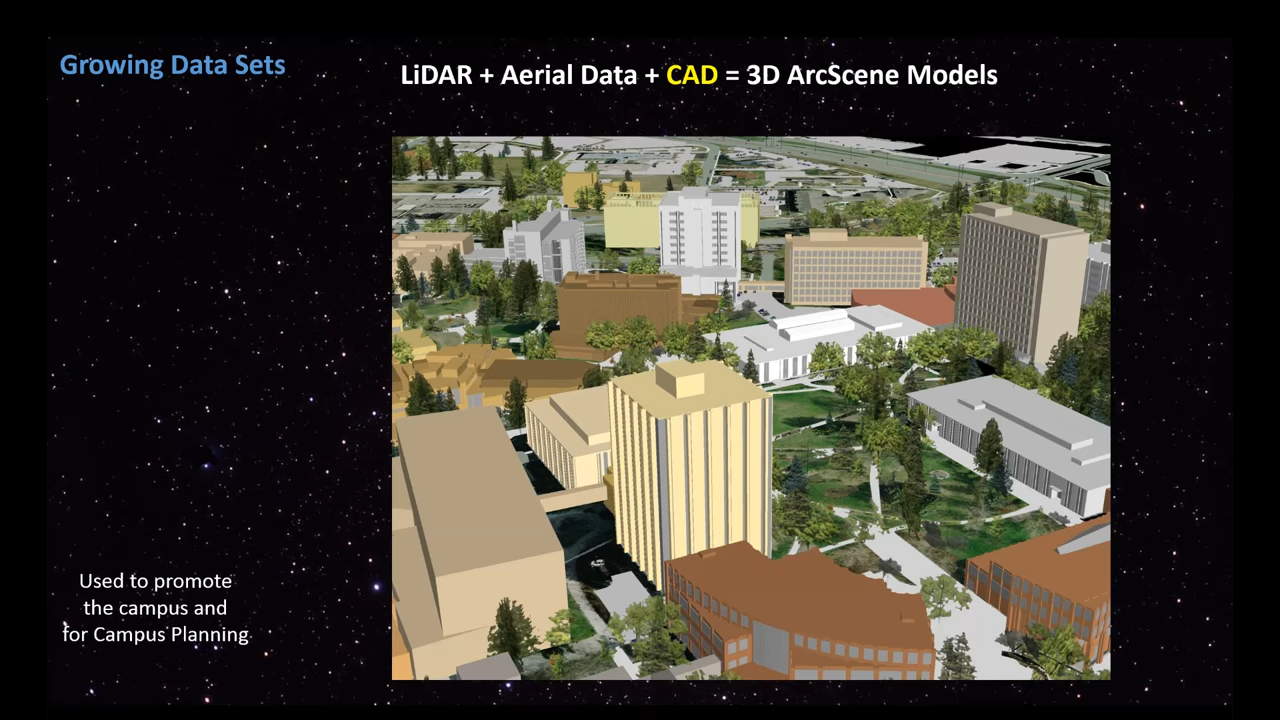 Growing Data Sets
LiDAR + Aerial Data + CAD = 3D ArcScene Models
Used to promote
the campus and
for Campus Planning